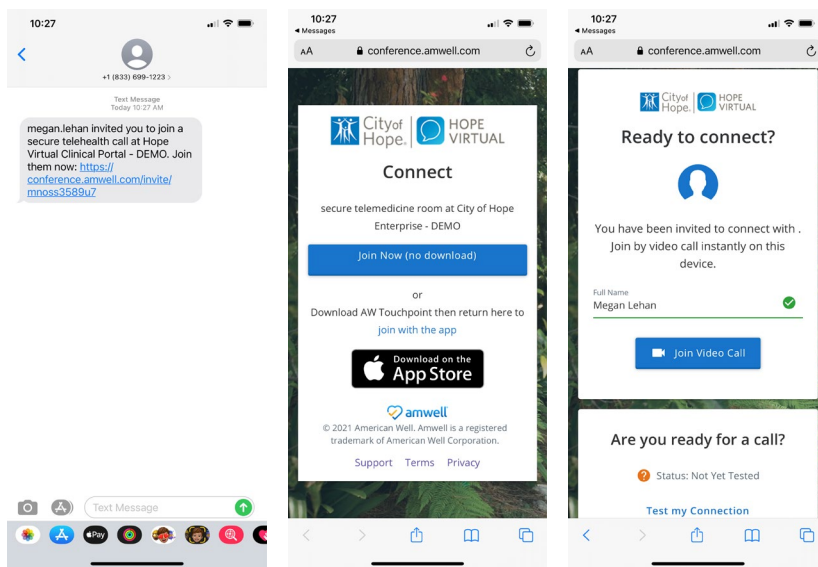 10:27
+1 (833) 699-1223 >
Text Message
Today 10:27 AM
megan.lehan invited you to join a
secure telehealth call at Hope
Virtual Clinical Portal - DEMO. Join
them now: https://
conference.amwell.com/invite/
mnoss3589u7
Text Message
Pay
10:27
Messages
AA conference.amwell.com
City of
Hope.
HOPE
VIRTUAL
Connect
secure telemedicine room at City of Hope
Enterprise - DEMO
Join Now (no download)
or
Download AW Touchpoint then return here to
join with the app
Download on the
App Store
amwell
© 2021 American Well. Amwell is a registered
trademark of American Well Corporation.
Support Terms Privacy
10:27
Messages
AA conference.amwell.com
City of
Hope.
HOPE
VIRTUAL
Ready to connect?
You have been invited to connect with .
Join by video call instantly on this
device.
Full Name
Megan Lehan
Join Video Call
Are you ready for a call?
? Status: Not Yet Tested
Test my Connection